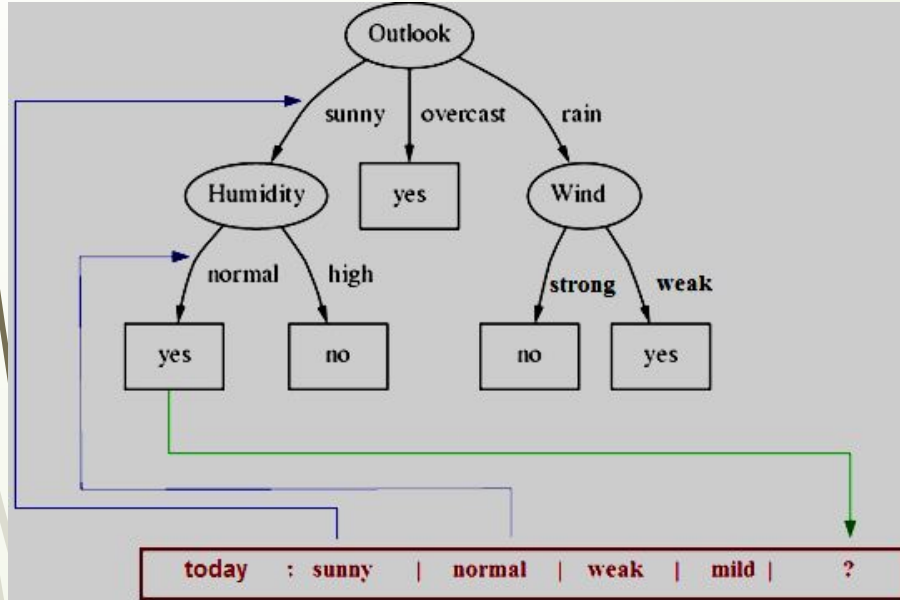 Outlook
sunny overcast rain
Humidity yes Wind
normal high strong weak
yes no no yes
today : sunny | normal | weak | mild | ?